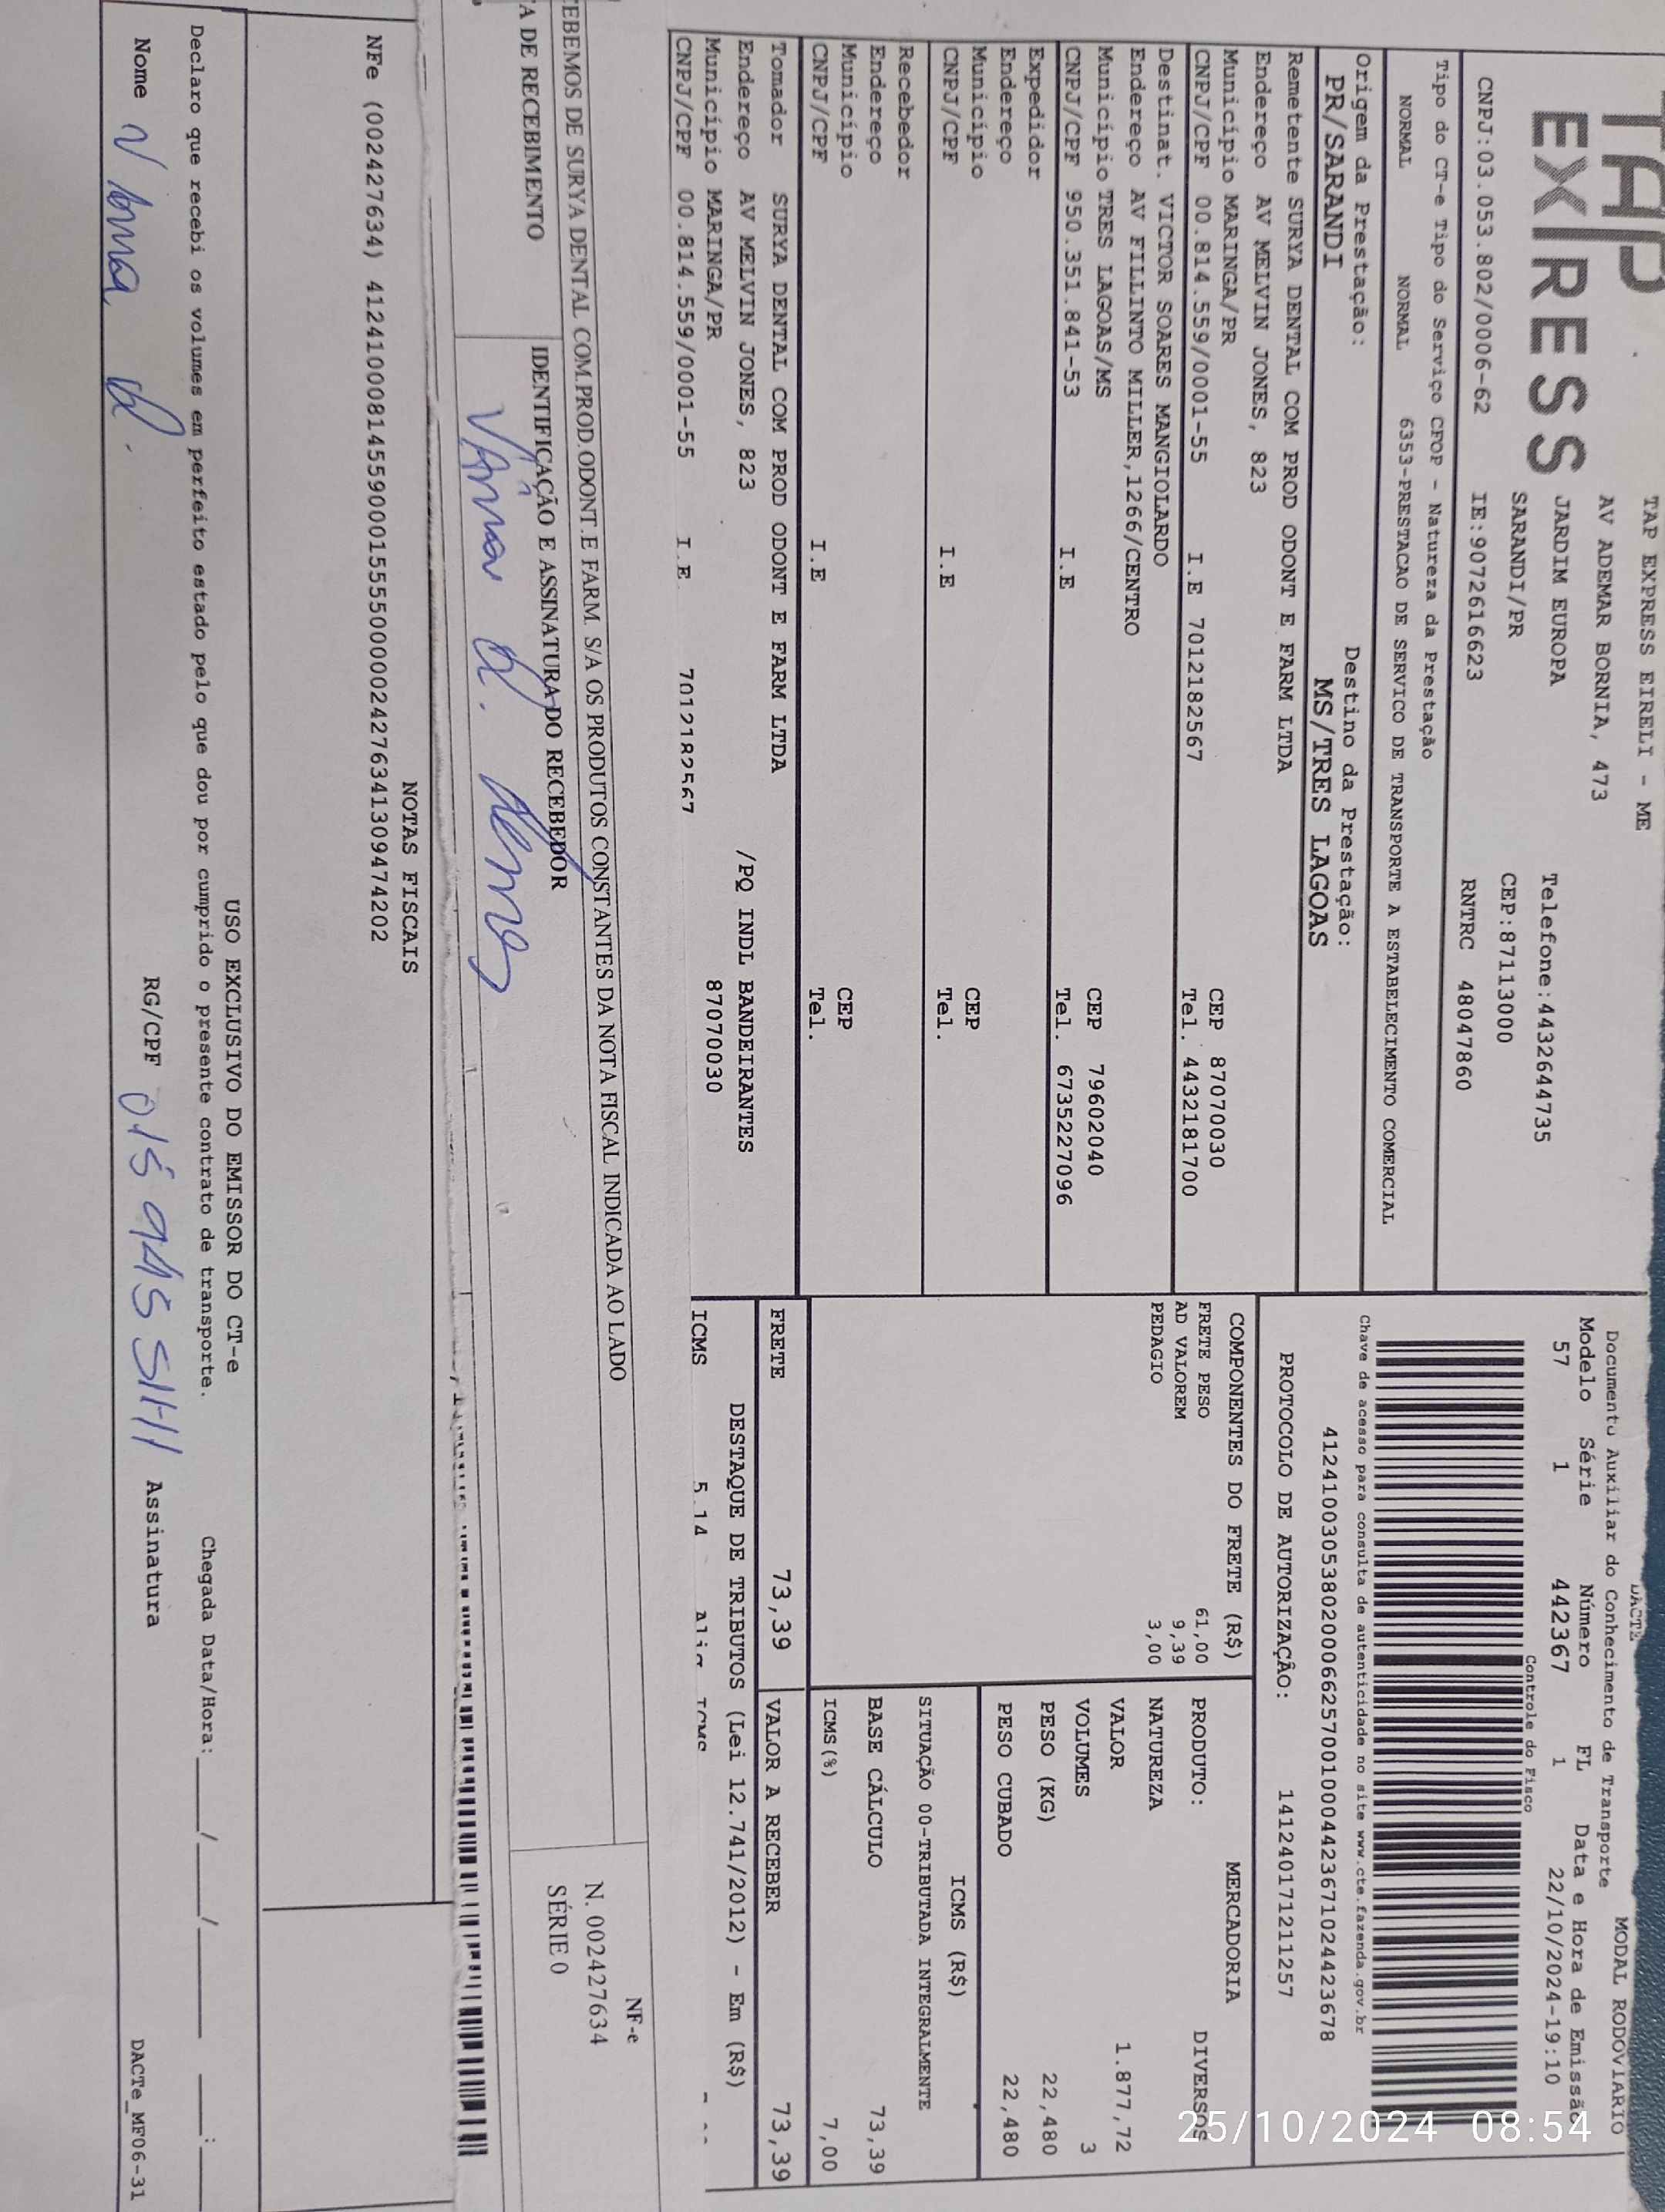 TAP
EX|RESS
TAP EXPRESS EIRELI - ME
AV ADEMAR BORNIA, 473
JARDIM EUROPA
Telefone:4432644735
SARANDI/PR
CEP:87113000
CNPJ:03.053.802/0006-62
IE:9072616623
RNTRC 48047860
Tipo do CT-e Tipo do Serviço CFOP - Natureza da Prestação
NORMAL NORMAL 6353-PRESTACAO DE SERVICO DE TRANSPORTE A ESTABELECIMENTO COMERCIAL
Origem da Prestação:
PR/SARANDI
Destino da Prestação:
MS/TRES LAGOAS
Remetente SURYA DENTAL COM PROD ODONT E FARM LTDA
Endereço AV MELVIN JONES, 823
Município MARINGA/PR CEP 87070030
CNPJ/CPF 00.814.559/0001-55 I.E 7012182567 Tel. 4432181700
Destinat. VICTOR SOARES MANGIOLARDO
Endereço AV FILLINTO MILLER,1266/CENTRO
Município TRES LAGOAS/MS CEP 79602040
CNPJ/CPF 950.351.841-53 I.E Tel. 6735227096
Expedidor
Endereço
Município CEP
CNPJ/CPF I.E Tel.
Recebedor
Endereço
Município CEP
CNPJ/CPF I.E Tel.
Tomador SURYA DENTAL COM PROD ODONT E FARM LTDA
Endereço AV MELVIN JONES, 823 /PQ INDL BANDEIRANTES
Município MARINGA/PR 87070030
CNPJ/CPF 00.814.559/0001-55 I.E 7012182567
DACTE
Documento Auxiliar do Conhecimento de Transporte
MODAL RODOVIARIO
Modelo Série Número FL Data e Hora de Emissão
57 1 442367 1 22/10/2024-19:10
Controle do Fisco
Chave de acesso para consulta de autenticidade no site www.cte.fazenda.gov.br
41241003053802000662570010004423671024423678
PROTOCOLO DE AUTORIZAÇÃO: 141240171211257
COMPONENTES DO FRETE (R$)
FRETE PESO 61,00
AD VALOREM 9,39
PEDAGIO 3,00
MERCADORIA
PRODUTO: DIVERSOS
NATUREZA
VALOR 1.877,72
VOLUMES 3
PESO (KG) 22,480
PESO CUBADO 22,480
ICMS (R$)
SITUAÇÃO 00-TRIBUTADA INTEGRALMENTE
BASE CÁLCULO 73,39
ICMS(%) 7,00
FRETE 73,39 VALOR A RECEBER 73,39
DESTAQUE DE TRIBUTOS (Lei 12.741/2012) - Em (R$)
ICMS 5.14 Aliq ICMS
CEBEMOS DE SURYA DENTAL COM.PROD.ODONT.E FARM. S/A OS PRODUTOS CONSTANTES DA NOTA FISCAL INDICADA AO LADO
A DE RECEBIMENTO
IDENTIFICAÇÃO E ASSINATURA DO RECEBEDOR
NF-e
N. 002427634
SÉRIE 0
NOTAS FISCAIS
NFe (002427634) 41241000814559000155550000024276341309474202
USO EXCLUSIVO DO EMISSOR DO CT-e
Declaro que recebi os volumes em perfeito estado pelo que dou por cumprido o presente contrato de transporte.
Chegada Data/Hora:____/____/______ ____:____
Nome RG/CPF Assinatura
DACTe_MF06-31
25/10/2024 08:54